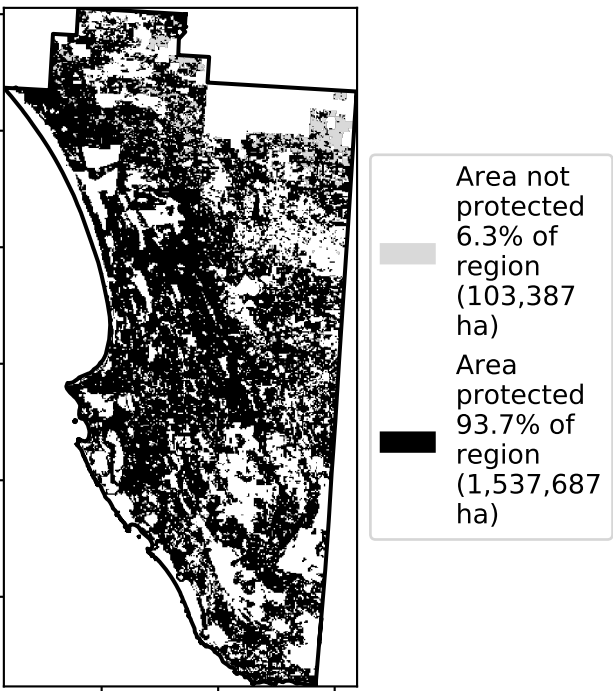 Area not
protected
6.3% of
region
(103,387
ha)
Area
protected
93.7% of
region
(1,537,687
ha)